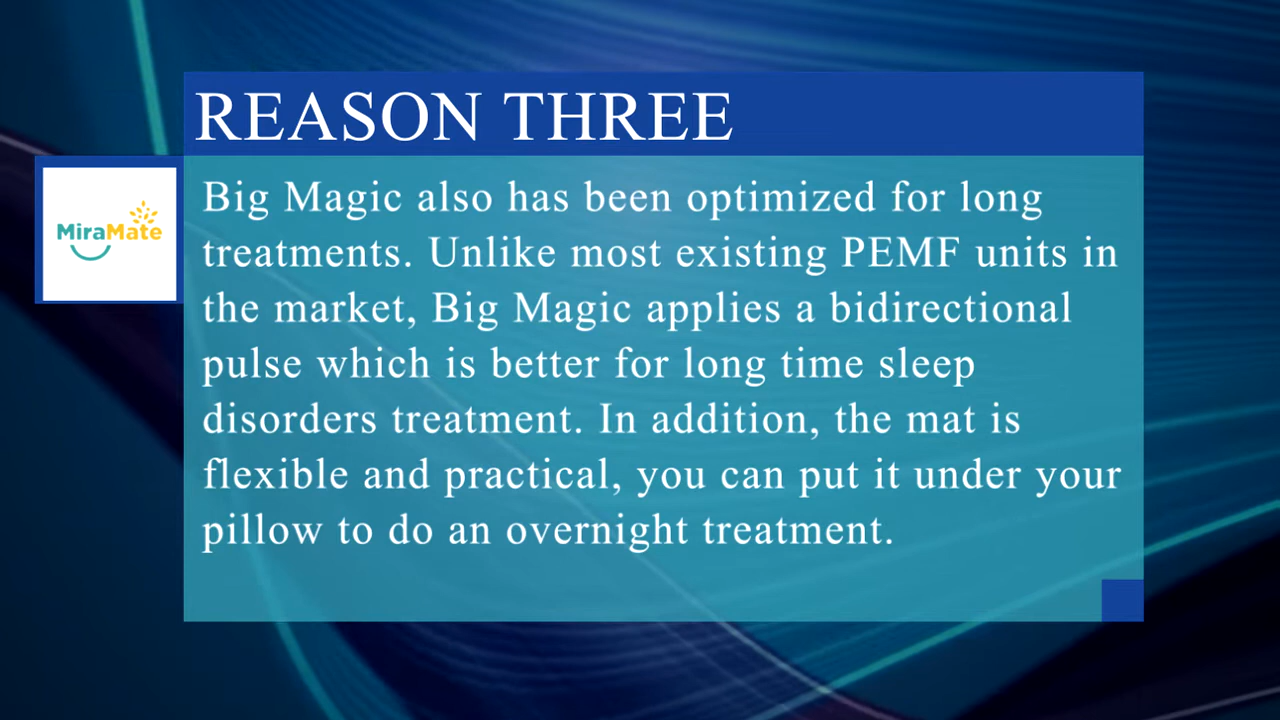 REASON THREE
MiraMate
Big Magic also has been optimized for long
treatments. Unlike most existing PEMF units in
the market, Big Magic applies a bidirectional
pulse which is better for long time sleep
disorders treatment. In addition, the mat is
flexible and practical, you can put it under your
pillow to do an overnight treatment.